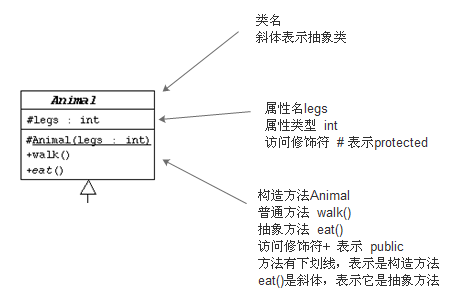 类名
斜体表示抽象类
Animal
#legs : int
#Animal(legs : int)
+walk()
+eat()
属性名legs
属性类型 int
访问修饰符 # 表示protected
构造方法Animal
普通方法 walk()
抽象方法 eat()
访问修饰符+ 表示 public
方法有下划线，表示是构造方法
eat()是斜体，表示它是抽象方法